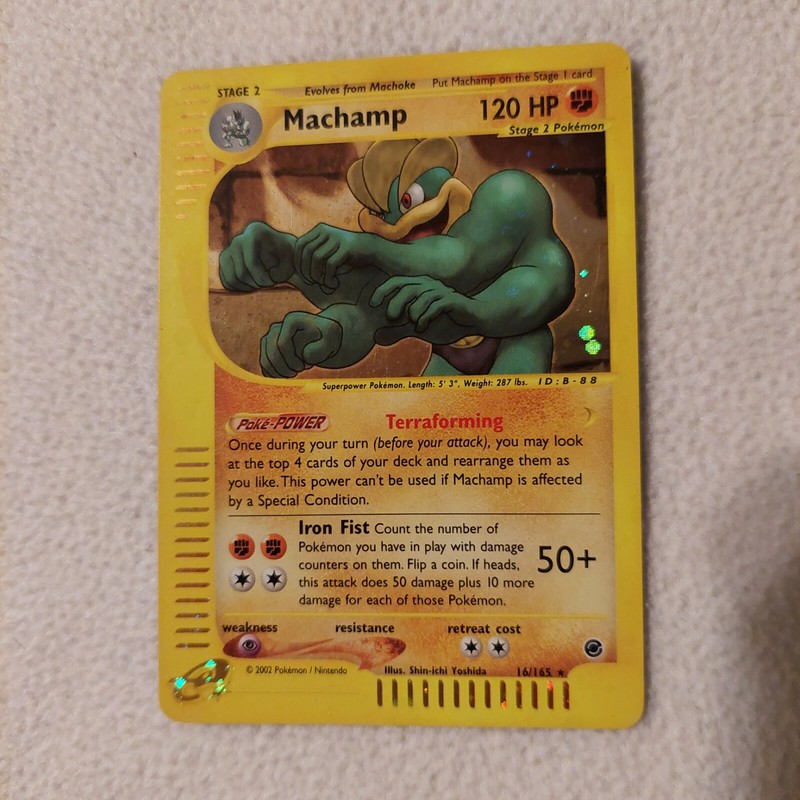 STAGE 2 Evolves from Machoke Put Machamp on the Stage 1 card
Machamp 120 HP
Stage 2 Pokémon
Superpower Pokémon. Length: 5' 3", Weight: 287 lbs. ID:B-88
Poké-POWER Terraforming
Once during your turn (before your attack), you may look
at the top 4 cards of your deck and rearrange them as
you like. This power can't be used if Machamp is affected
by a Special Condition.
Iron Fist Count the number of
Pokémon you have in play with damage
counters on them. Flip a coin. If heads,
this attack does 50 damage plus 10 more
damage for each of those Pokémon.
50+
weakness resistance retreat cost
© 2002 Pokémon / Nintendo Illus. Shin-ichi Yoshida 16/165 ★